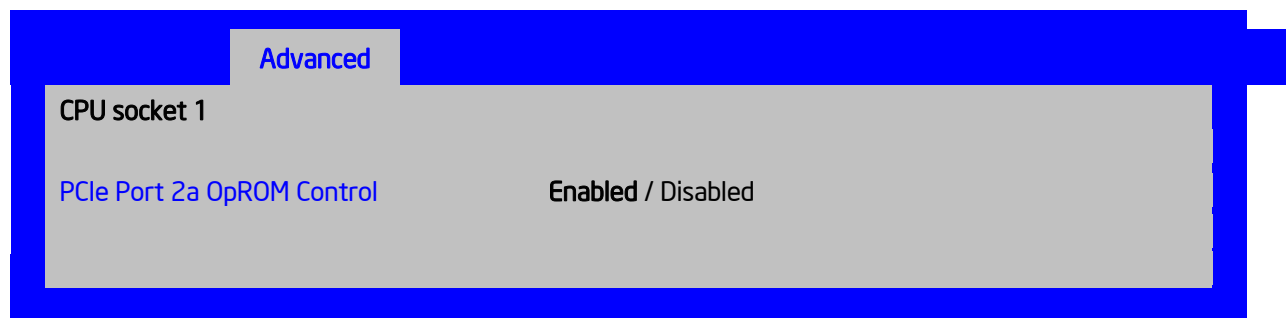 Advanced
CPU socket 1
PCIe Port 2a OpROM Control Enabled / Disabled